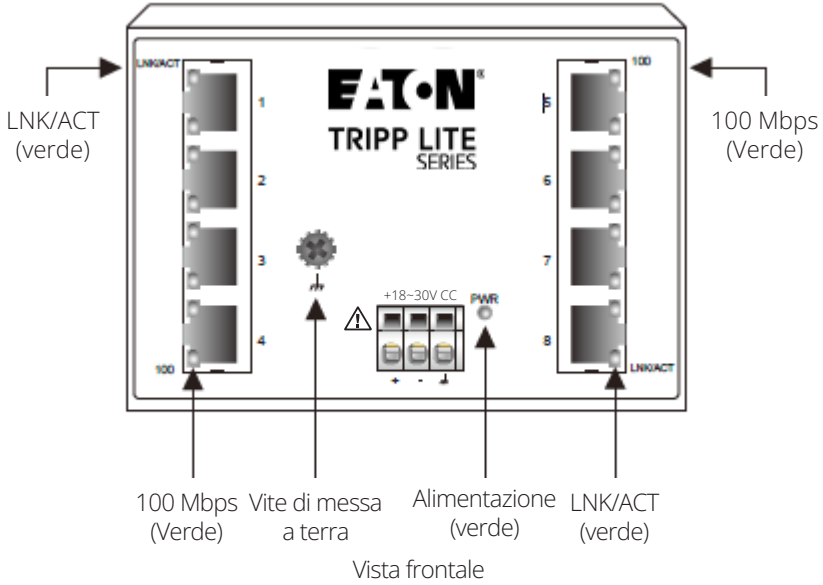 LNK/ACT
100
EATON®
TRIPP LITE
SERIES
1
2
3
4
5
6
7
8
LNK/ACT
(verde)
100 Mbps
(Verde)
+18~30V CC
PWR
+ -
100
LNK/ACT
100 Mbps
(Verde)
Vite di messa
a terra
Alimentazione
(verde)
LNK/ACT
(verde)
Vista frontale